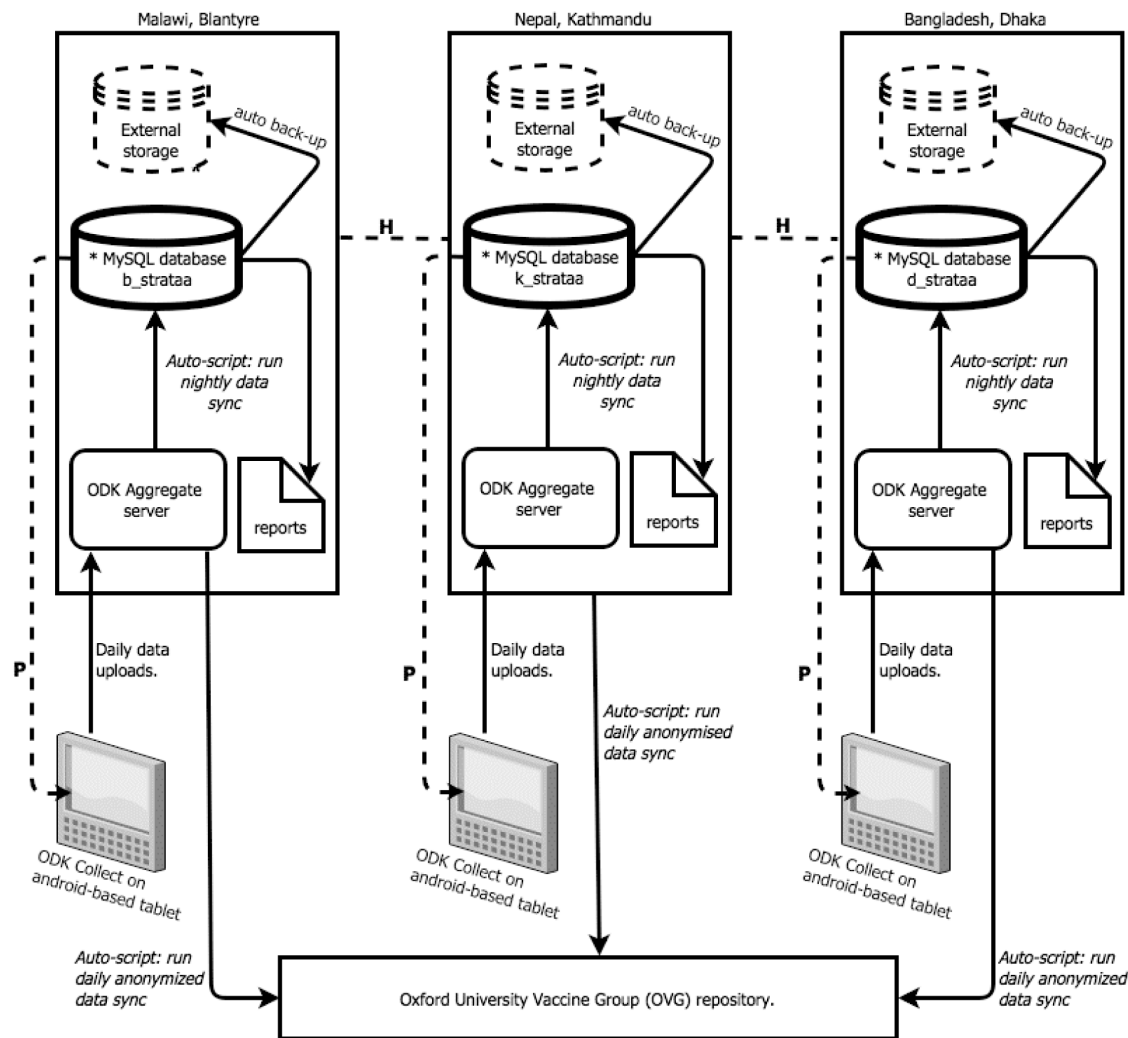 Malawi, Blantyre
External
storage
auto back-up
* MySQL database
b_strataa
Auto-script: run
nightly data
sync
ODK Aggregate
server
reports
P
Daily data
uploads.
ODK Collect on
android-based tablet
Auto-script: run
daily anonymized
data sync
H
Nepal, Kathmandu
External
storage
auto back-up
* MySQL database
k_strataa
Auto-script: run
nightly data
sync
ODK Aggregate
server
reports
P
Daily data
uploads.
Auto-script: run
daily anonymised
data sync
ODK Collect on
android-based tablet
H
Bangladesh, Dhaka
External
storage
auto back-up
* MySQL database
d_strataa
Auto-script: run
nightly data
sync
ODK Aggregate
server
reports
P
Daily data
uploads.
ODK Collect on
android-based tablet
Auto-script: run
daily anonymized
data sync
Oxford University Vaccine Group (OVG) repository.